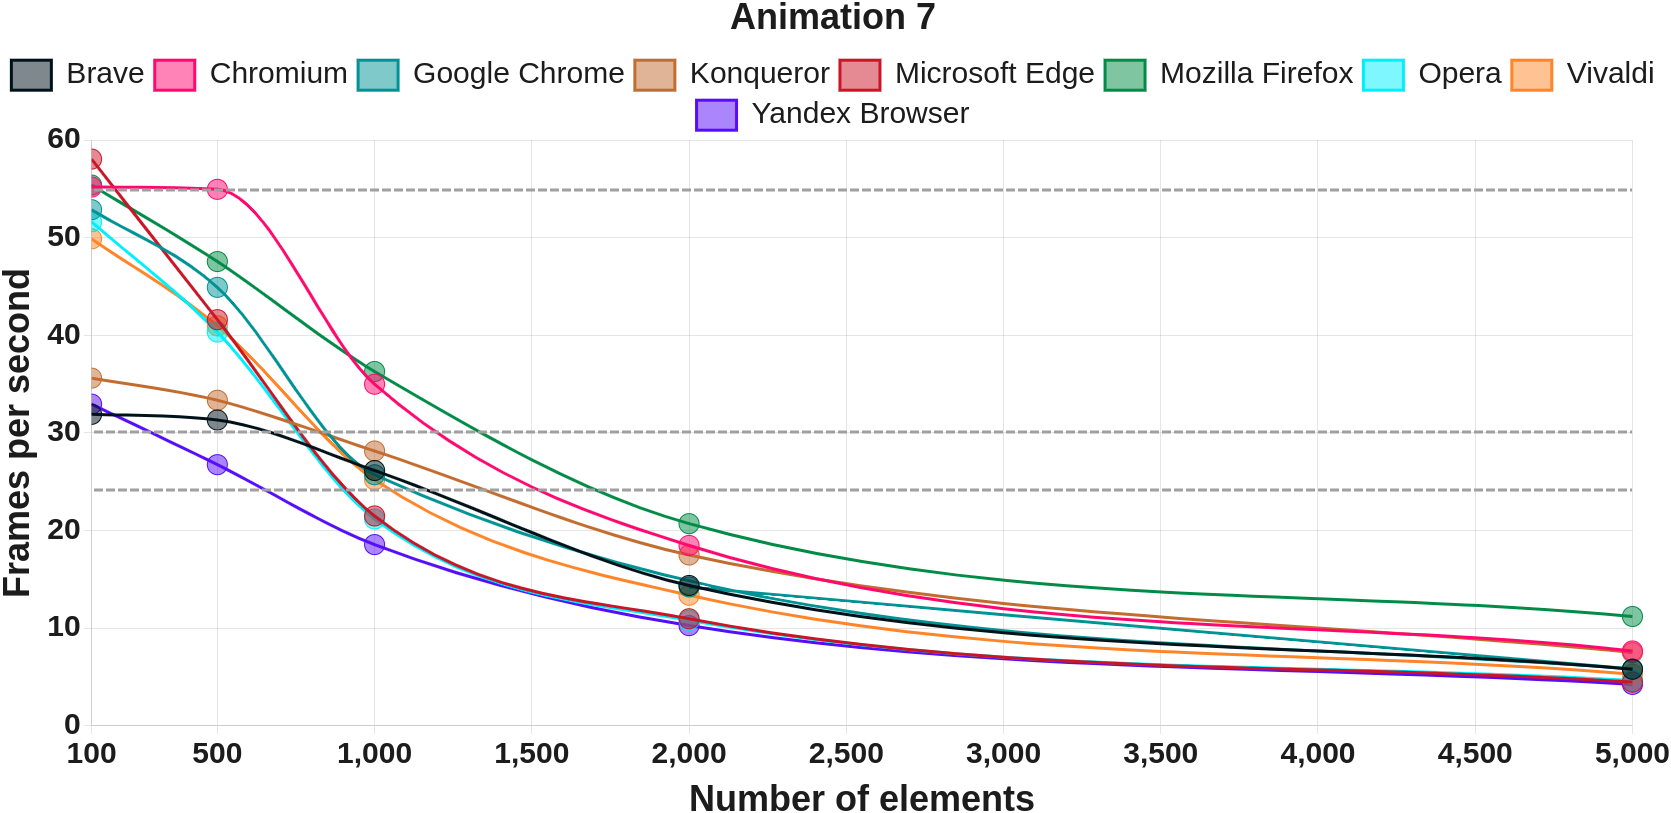 Animation 7
Brave Chromium Google Chrome Konqueror Microsoft Edge Mozilla Firefox Opera Vivaldi
Yandex Browser
Frames per second
60
50
40
30
20
10
0
100 500 1,000 1,500 2,000 2,500 3,000 3,500 4,000 4,500 5,000
Number of elements